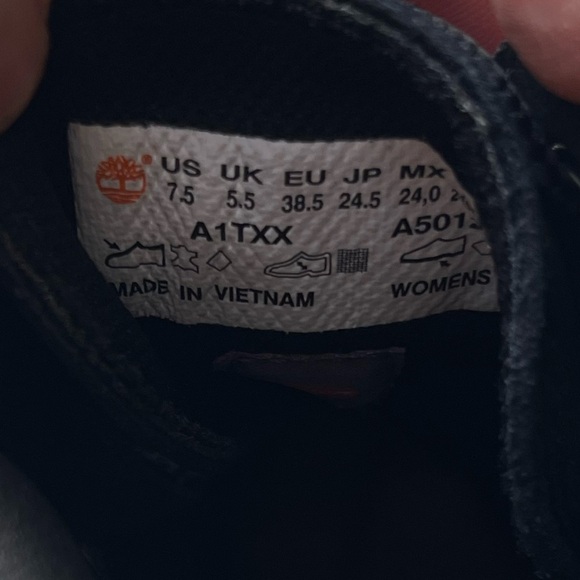 US UK EU JP MX
7.5 5.5 38.5 24.5 24,0
A1TXX
MADE IN VIETNAM
WOMENS